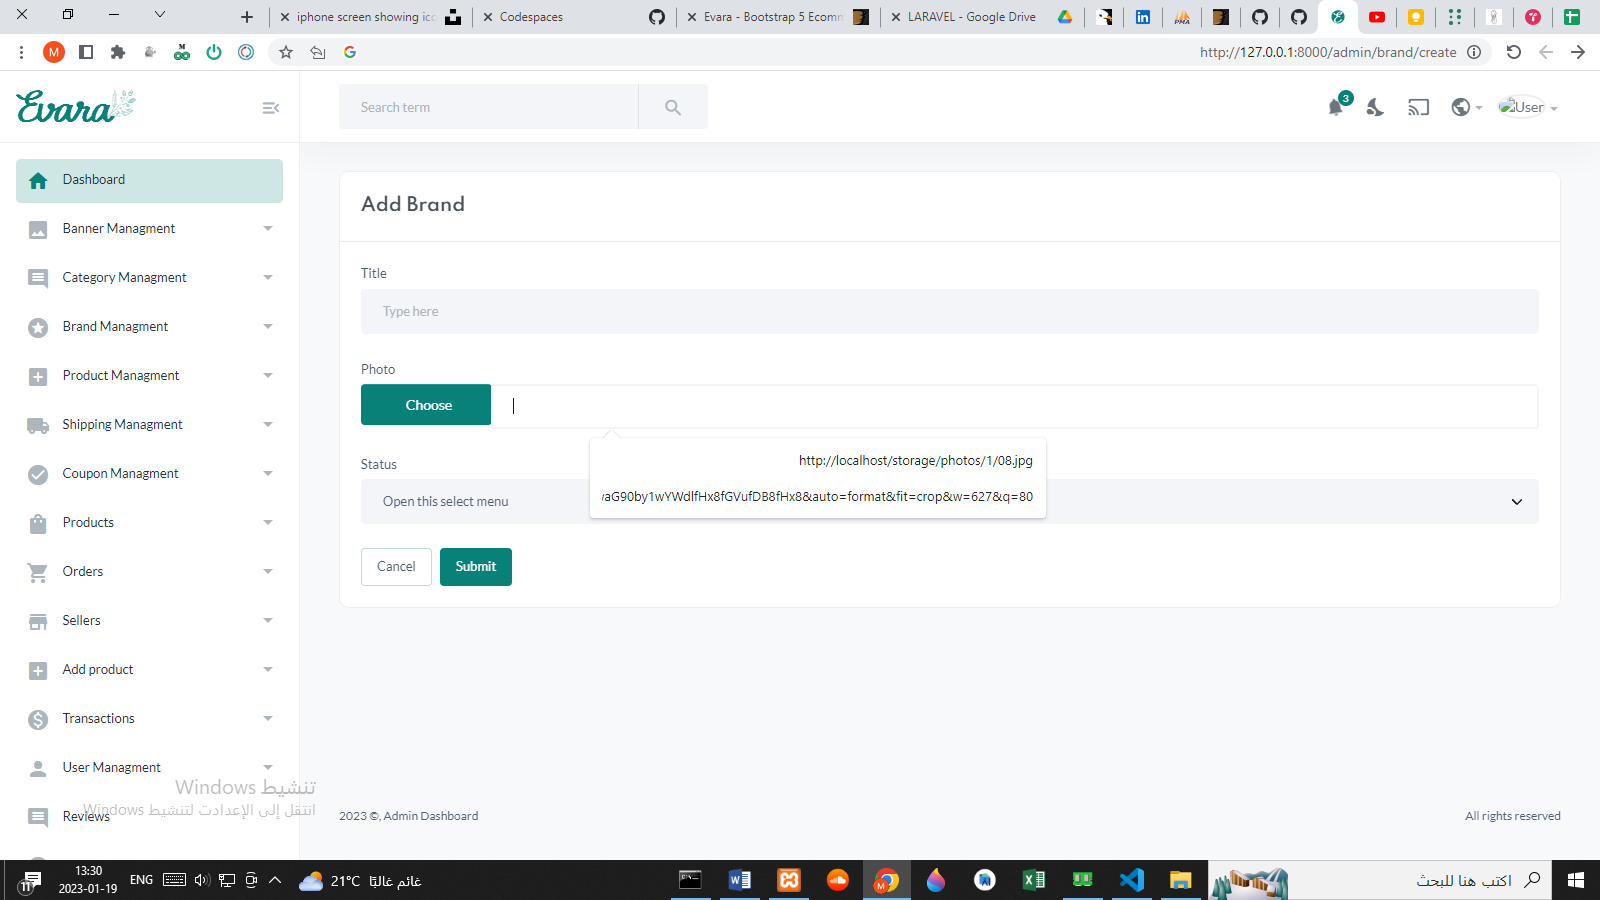 iphone screen showing ico
Codespaces
Evara - Bootstrap 5 Ecomm
LARAVEL - Google Drive
M
http://127.0.0.1:8000/admin/brand/create
Evara
Search term
3
User
Dashboard
Banner Managment
Category Managment
Brand Managment
Product Managment
Shipping Managment
Coupon Managment
Products
Orders
Sellers
Add product
Transactions
User Managment
Reviews
Add Brand
Title
Type here
Photo
Choose
http://localhost/storage/photos/1/08.jpg
aG90by1wYWdlfHx8fGVufDB8fHx8&auto=format&fit=crop&w=627&q=80
Status
Open this select menu
Cancel
Submit
تنشيط Windows
انتقل إلى الإعدادات لتنشيط Windows
2023 ©, Admin Dashboard
All rights reserved
11
13:30
2023-01-19
ENG
21°C غائم غالبًا
اكتب هنا للبحث